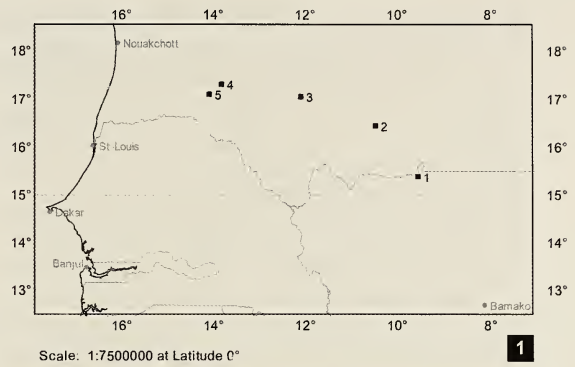 16° 14° 12° 10° 8°
18° Nouakchott 18°
4
17° 5 3 17°
2
16° St Louis 16°
1
15° 15°
Dakar
14° 14°
Banjul
13° 13°
Bamako
16° 14° 12° 10° 8°
Scale: 1:7500000 at Latitude 0°
1